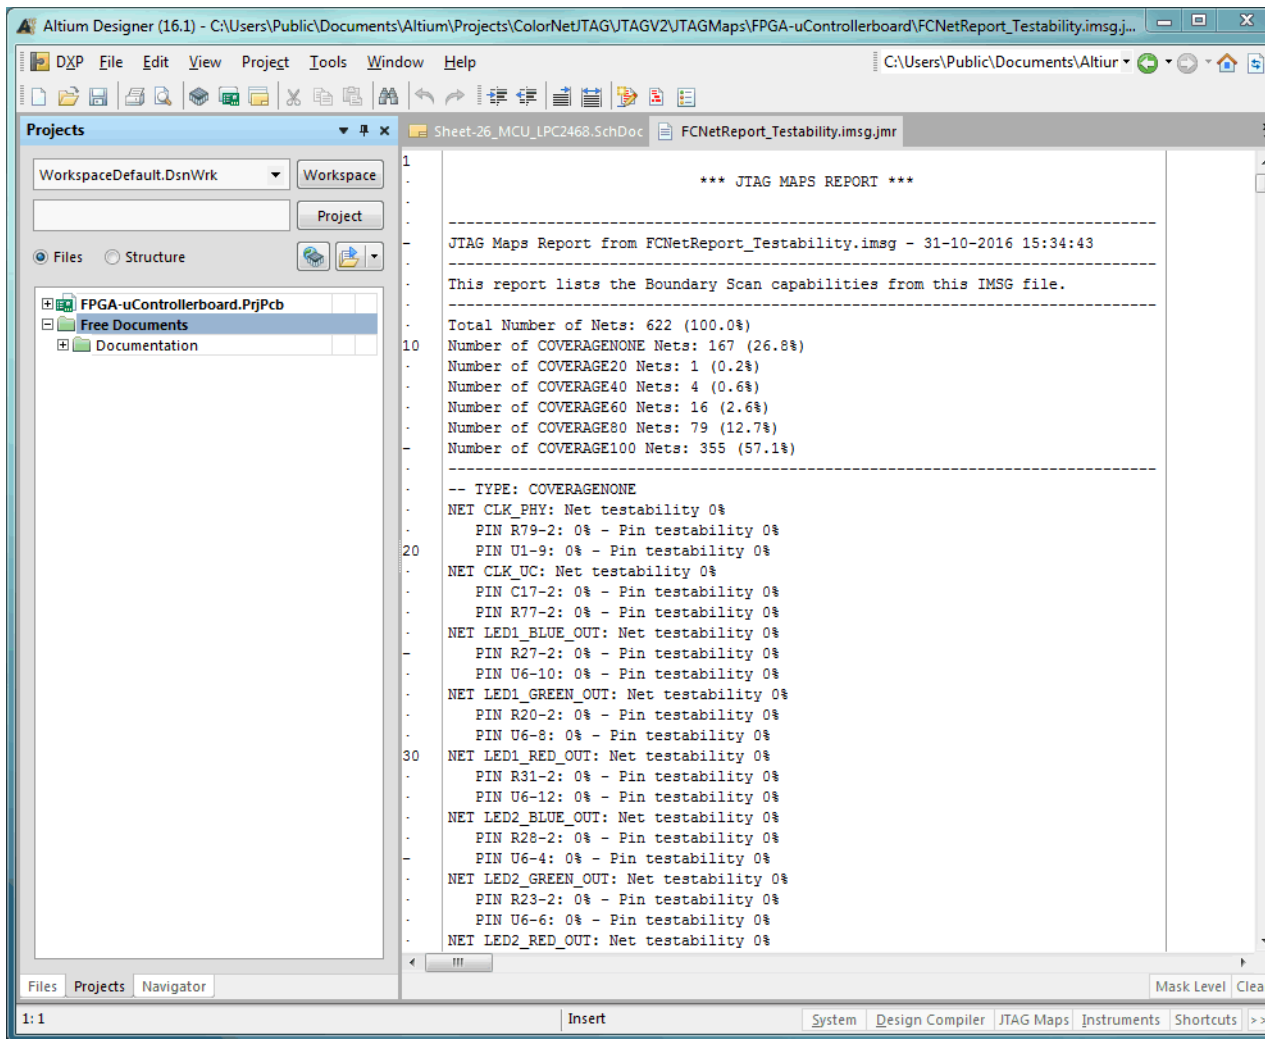 Altium Designer (16.1) - C:\Users\Public\Documents\Altium\Projects\ColorNetJTAG\JTAGV2\JTAGMaps\FPGA-uControllerboard\FCNetReport_Testability.imsg.j...
DXP File Edit View Project Tools Window Help
C:\Users\Public\Documents\Altiur
Projects
Sheet-26_MCU_LPC2468.SchDoc FCNetReport_Testability.imsg.jmr
WorkspaceDefault.DsnWrk Workspace
Project
Files Structure
FPGA-uControllerboard.PrjPcb
Free Documents
Documentation
1
*** JTAG MAPS REPORT ***
-------------------------------------------------------------------------------
JTAG Maps Report from FCNetReport_Testability.imsg - 31-10-2016 15:34:43
-------------------------------------------------------------------------------
This report lists the Boundary Scan capabilities from this IMSG file.
-------------------------------------------------------------------------------
Total Number of Nets: 622 (100.0%)
10 Number of COVERAGENONE Nets: 167 (26.8%)
Number of COVERAGE20 Nets: 1 (0.2%)
Number of COVERAGE40 Nets: 4 (0.6%)
Number of COVERAGE60 Nets: 16 (2.6%)
Number of COVERAGE80 Nets: 79 (12.7%)
Number of COVERAGE100 Nets: 355 (57.1%)
-------------------------------------------------------------------------------
-- TYPE: COVERAGENONE
NET CLK_PHY: Net testability 0%
PIN R79-2: 0% - Pin testability 0%
20 PIN U1-9: 0% - Pin testability 0%
NET CLK_UC: Net testability 0%
PIN C17-2: 0% - Pin testability 0%
PIN R77-2: 0% - Pin testability 0%
NET LED1_BLUE_OUT: Net testability 0%
PIN R27-2: 0% - Pin testability 0%
PIN U6-10: 0% - Pin testability 0%
NET LED1_GREEN_OUT: Net testability 0%
PIN R20-2: 0% - Pin testability 0%
PIN U6-8: 0% - Pin testability 0%
30 NET LED1_RED_OUT: Net testability 0%
PIN R31-2: 0% - Pin testability 0%
PIN U6-12: 0% - Pin testability 0%
NET LED2_BLUE_OUT: Net testability 0%
PIN R28-2: 0% - Pin testability 0%
PIN U6-4: 0% - Pin testability 0%
NET LED2_GREEN_OUT: Net testability 0%
PIN R23-2: 0% - Pin testability 0%
PIN U6-6: 0% - Pin testability 0%
NET LED2_RED_OUT: Net testability 0%
Files Projects Navigator
Mask Level Clea
1:1 Insert System Design Compiler JTAG Maps Instruments Shortcuts >>